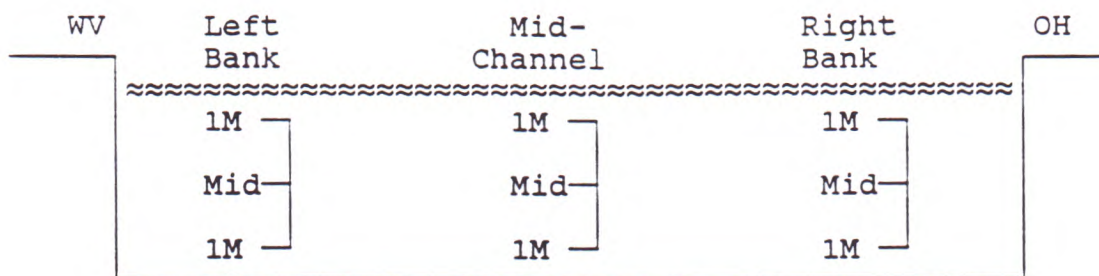 WV Left Mid- Right OH
Bank Channel Bank
1M 1M 1M
Mid Mid Mid
1M 1M 1M